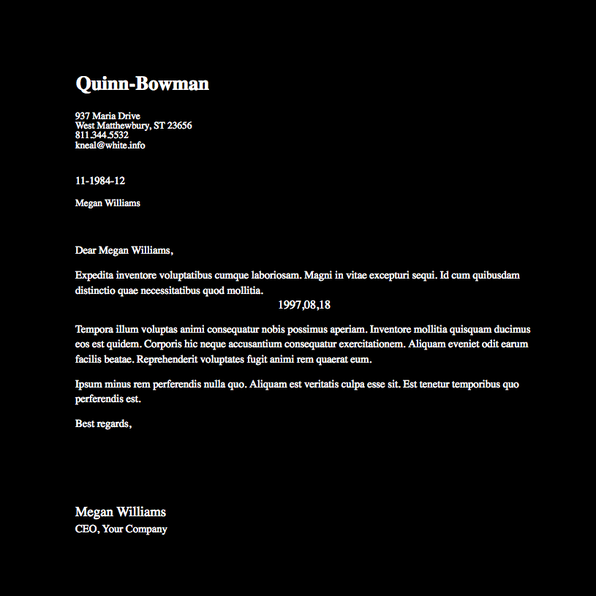 Quinn-Bowman
937 Maria Drive
West Matthewbury, ST 23656
811.344.5532
kneal@white.info
11-1984-12
Megan Williams
Dear Megan Williams,
Expedita inventore voluptatibus cumque laboriosam. Magni in vitae excepturi sequi. Id cum quibusdam
distinctio quae necessitatibus quod mollitia.
1997,08,18
Tempora illum voluptas animi consequatur nobis possimus aperiam. Inventore mollitia quisquam ducimus
eos est quidem. Corporis hic neque accusantium consequatur exercitationem. Aliquam eveniet odit earum
facilis beatae. Reprehenderit voluptates fugit animi rem quaerat eum.
Ipsum minus rem perferendis nulla quo. Aliquam est veritatis culpa esse sit. Est tenetur temporibus quo
perferendis est.
Best regards,
Megan Williams
CEO, Your Company